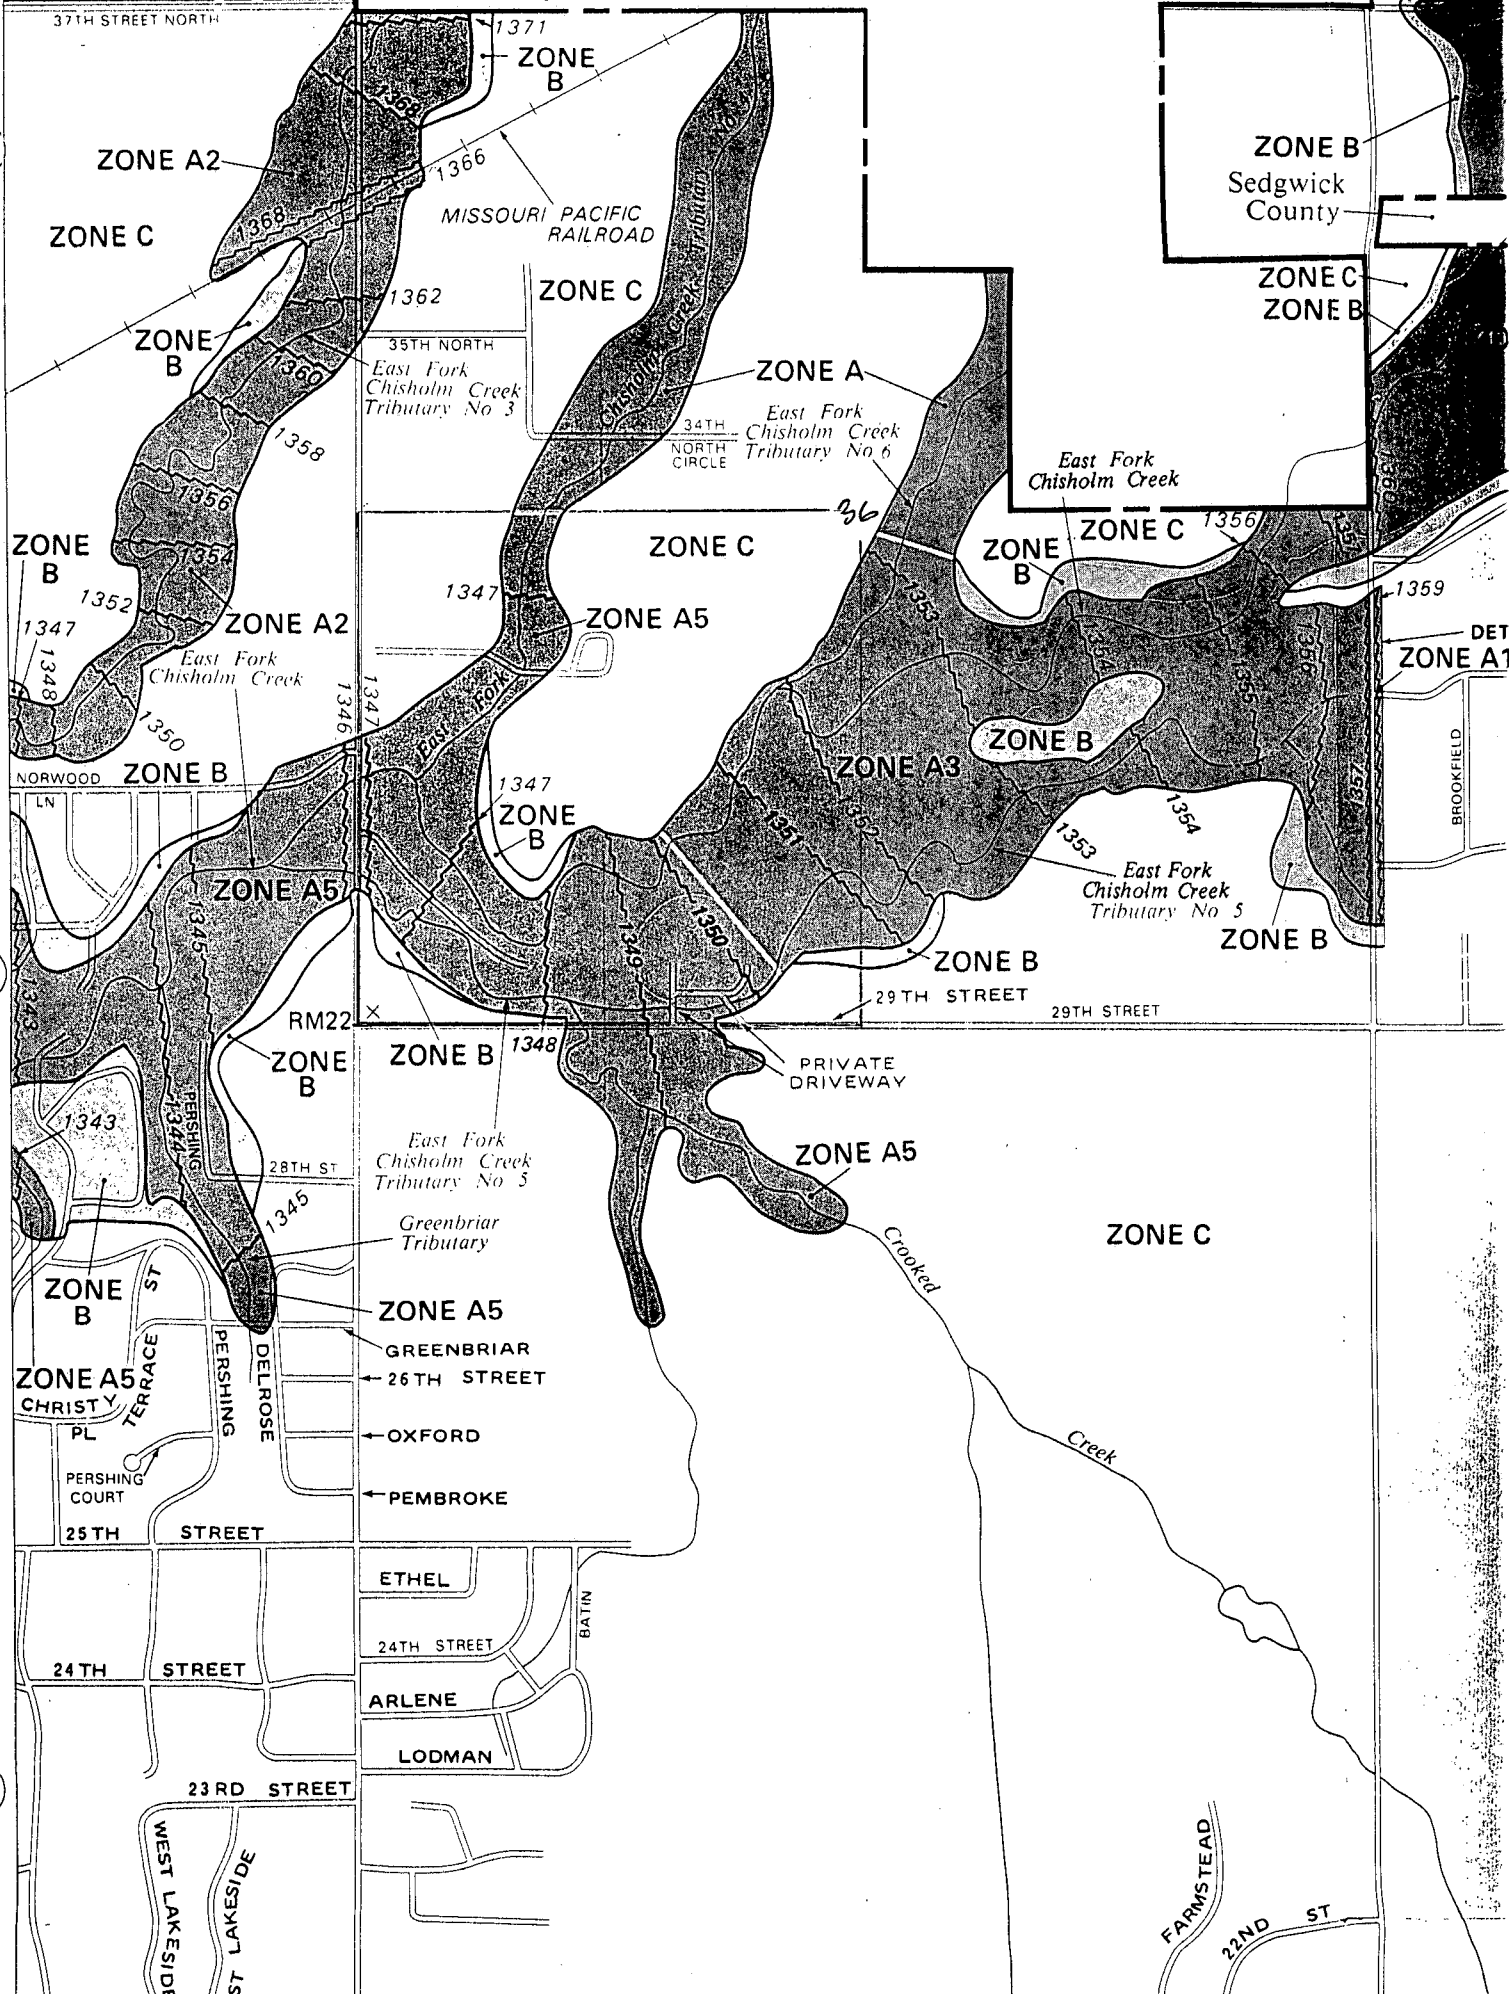 37TH STREET NORTH
1371
ZONE
B
1368
ZONE A2
1366
ZONE B
Sedgwick
County
MISSOURI PACIFIC
RAILROAD
1368
ZONE C
Chisholm Creek Tributary No
ZONE C
ZONE C
ZONE B
1362
ZONE
B
35TH NORTH
1360
East Fork
Chisholm Creek
Tributary No 3
ZONE A
East Fork
Chisholm Creek
Tributary No 6
34TH
NORTH
CIRCLE
1358
East Fork
Chisholm Creek
1360
1356
36
ZONE C
1356
1357
ZONE
B
1354
ZONE C
ZONE
B
1352
1347
1353
1359
ZONE A2
ZONE A5
1347
1348
1354
1356
DET
ZONE A1
East Fork
Chisholm Creek
1346
1347
East Fork
1355
1350
ZONE B
BROOKFIELD
NORWOOD
LN
ZONE B
ZONE A3
1357
1347
ZONE
B
1351
1352
1353
1354
East Fork
Chisholm Creek
Tributary No 5
ZONE A5
1345
1350
1349
ZONE B
ZONE B
1343
29TH STREET
29TH STREET
RM22
ZONE
B
ZONE B
1348
PRIVATE
DRIVEWAY
1343
1344
PERSHING
East Fork
Chisholm Creek
Tributary No 5
ZONE A5
28TH ST
1345
Greenbriar
Tributary
Crooked
ZONE C
ZONE
B
ST
ZONE A5
GREENBRIAR
26TH STREET
ZONE A5
CHRISTY
PL
TERRACE
PERSHING
DELROSE
OXFORD
Creek
PERSHING
COURT
PEMBROKE
25TH STREET
ETHEL
BATIN
24TH STREET
24TH STREET
ARLENE
LODMAN
23RD STREET
WEST LAKESIDE
ST LAKESIDE
FARMSTEAD
22ND ST